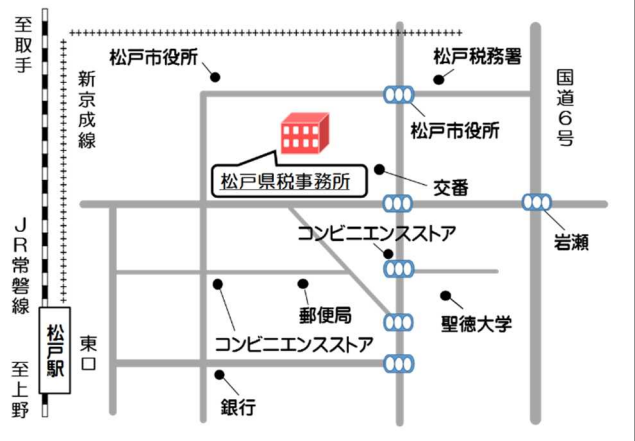 至取手
新京成線
松戸市役所
松戸税務署
国道6号
松戸市役所
松戸県税事務所
交番
コンビニエンスストア
岩瀬
JR常磐線
郵便局
聖徳大学
松戸駅
東口
コンビニエンスストア
至上野
銀行